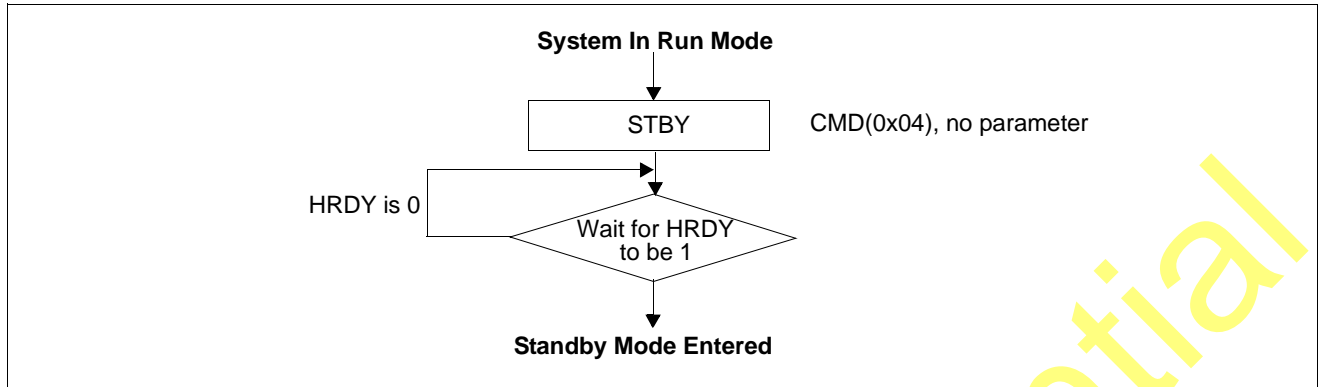 System In Run Mode
STBY
CMD(0x04), no parameter
HRDY is 0
Wait for HRDY
to be 1
Standby Mode Entered
ntial